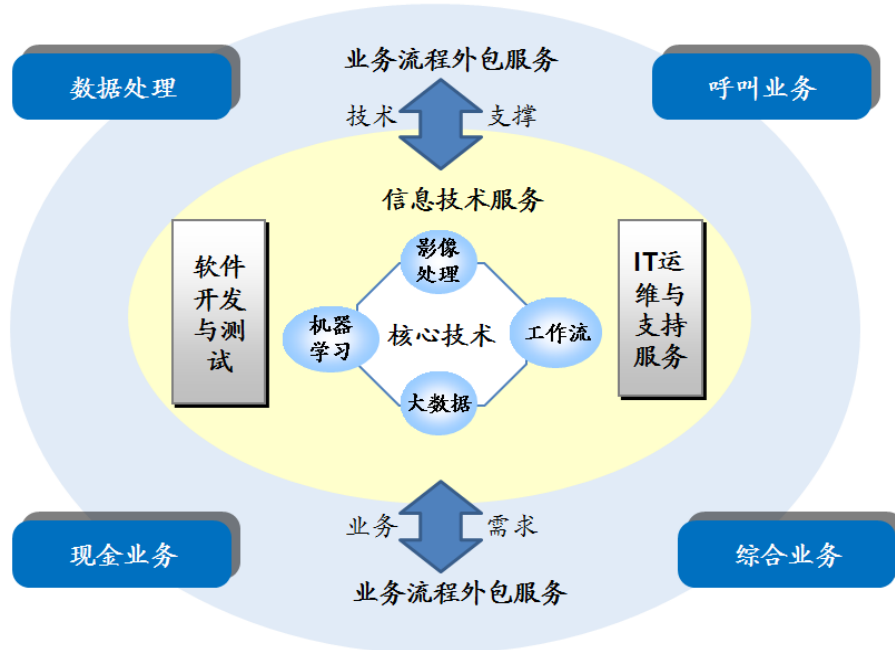 业务流程外包服务
数据处理
呼叫业务
技术 支撑
信息技术服务
软件
开发
与测
试
影像
处理
机器
学习
核心技术
工作流
大数据
IT运
维与
支持
服务
业务 需求
现金业务
综合业务
业务流程外包服务